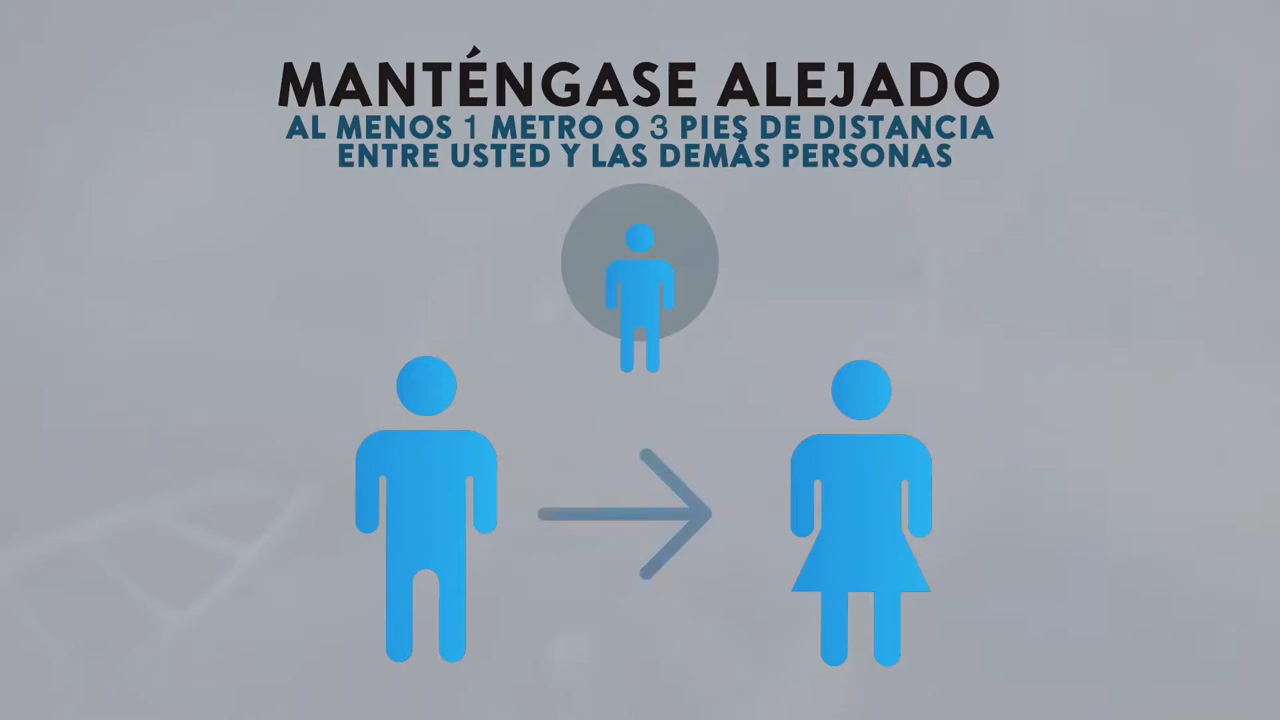 MANTÉNGASE ALEJADO
AL MENOS 1 METRO O 3 PIES DE DISTANCIA
ENTRE USTED Y LAS DEMÁS PERSONAS